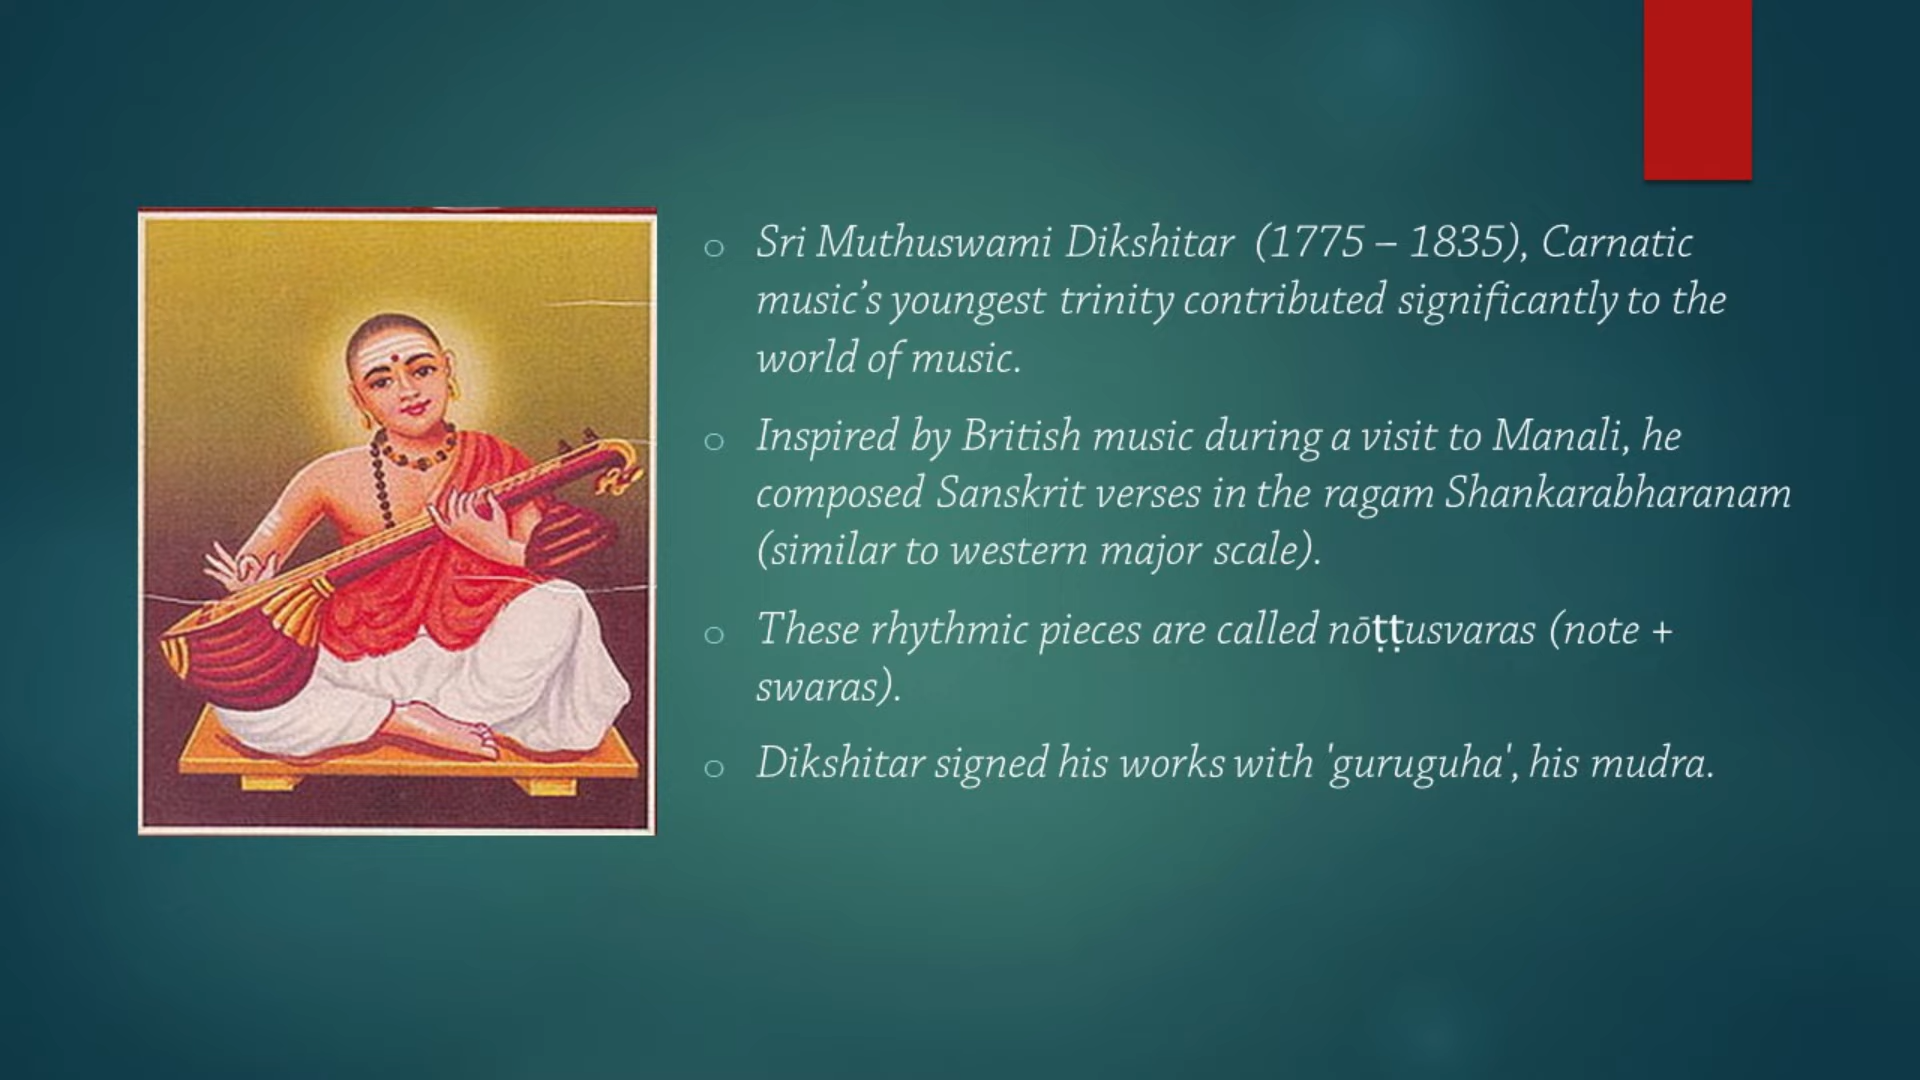 Sri Muthuswami Dikshitar (1775 – 1835), Carnatic
music’s youngest trinity contributed significantly to the
world of music.
Inspired by British music during a visit to Manali, he
composed Sanskrit verses in the ragam Shankarabharanam
(similar to western major scale).
These rhythmic pieces are called nōṭṭusvaras (note +
swaras).
Dikshitar signed his works with 'guruguha', his mudra.